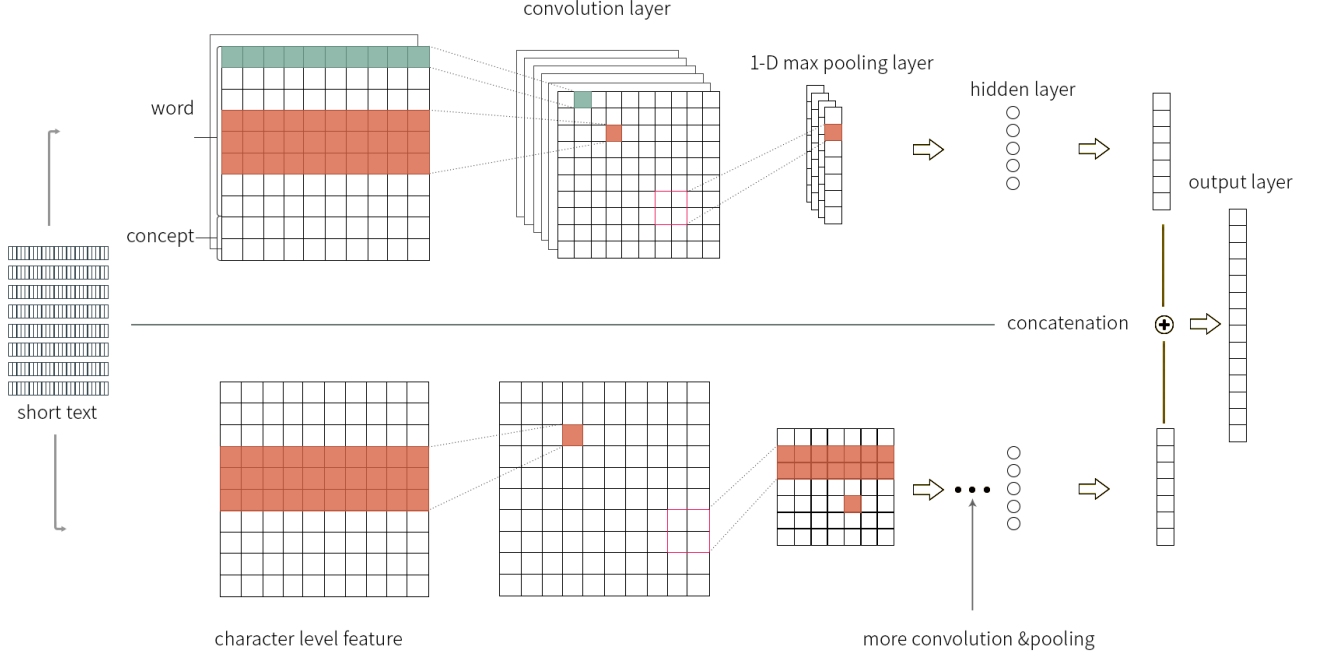 convolution layer
1-D max pooling layer
hidden layer
word
output layer
concept
concatenation
short text
character level feature
more convolution &pooling